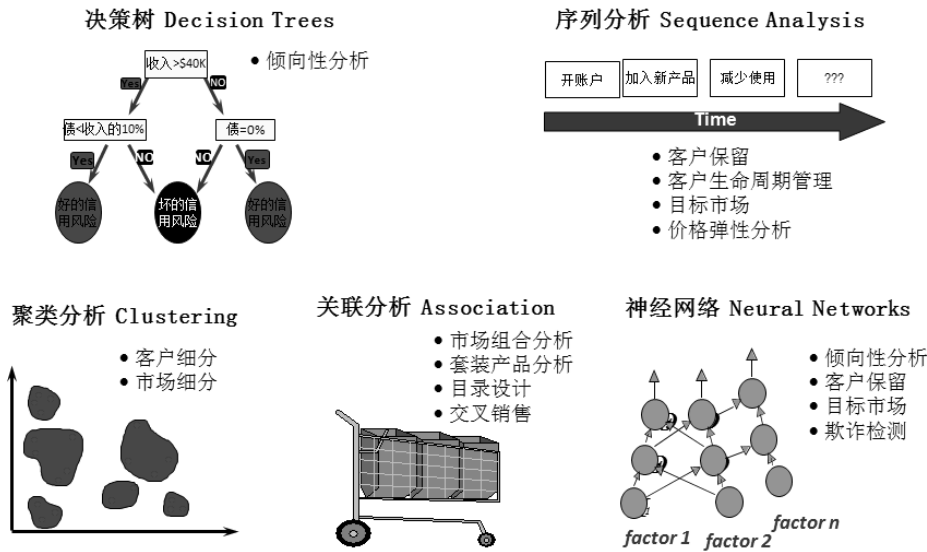 决策树 Decision Trees
收入>$40K
• 倾向性分析
Yes
NO
债<收入的10%
债=0%
Yes
NO
NO
Yes
好的信
用风险
坏的信
用风险
好的信
用风险
序列分析 Sequence Analysis
开账户
加入新产品
减少使用
???
Time
• 客户保留
• 客户生命周期管理
• 目标市场
• 价格弹性分析
聚类分析 Clustering
• 客户细分
• 市场细分
关联分析 Association
• 市场组合分析
• 套装产品分析
• 目录设计
• 交叉销售
神经网络 Neural Networks
• 倾向性分析
• 客户保留
• 目标市场
• 欺诈检测
factor 1
factor 2
factor n